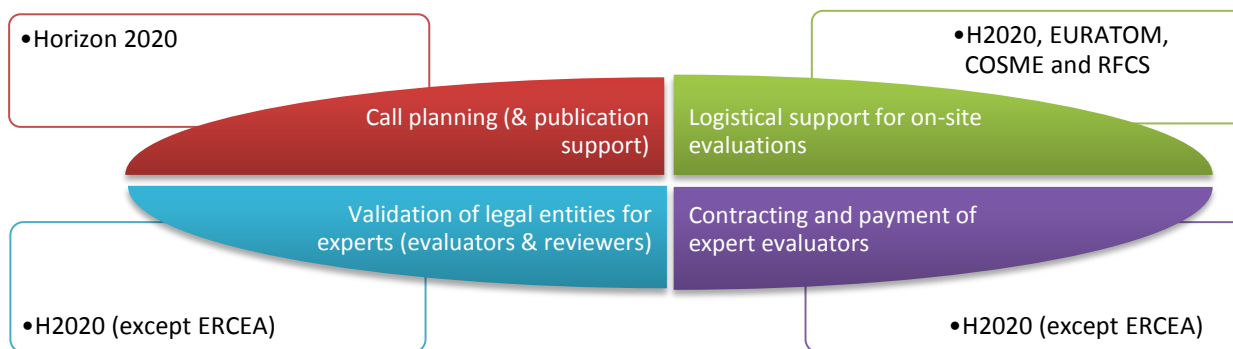 •Horizon 2020
•H2020, EURATOM,
COSME and RFCS
Call planning (& publication
support)
Logistical support for on-site
evaluations
Validation of legal entities for
experts (evaluators & reviewers)
Contracting and payment of
expert evaluators
•H2020 (except ERCEA)
•H2020 (except ERCEA)